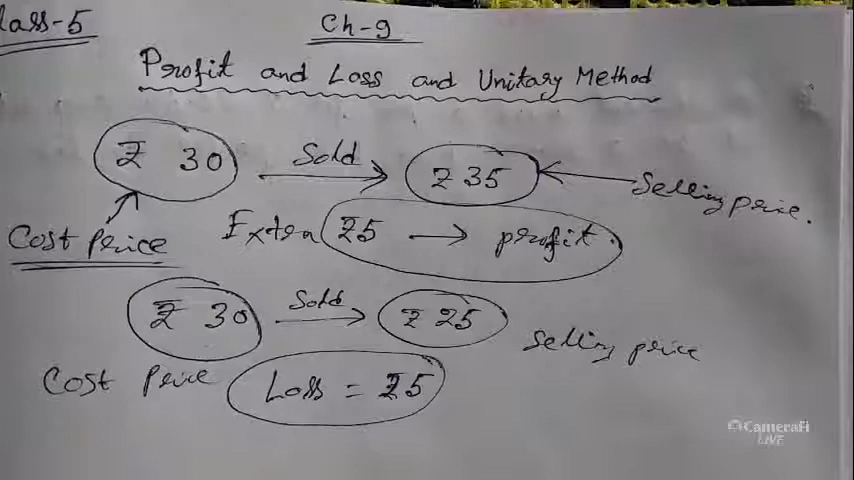 lass-5
Ch-9
Profit and Loss and Unitary Method
₹ 30 Sold ₹ 35 Selling price.
Cost Price Extra ₹5 → profit.
₹ 30 Sold ₹ 25 Selling price
Cost Price Loss = ₹5
CameraFi
LIVE